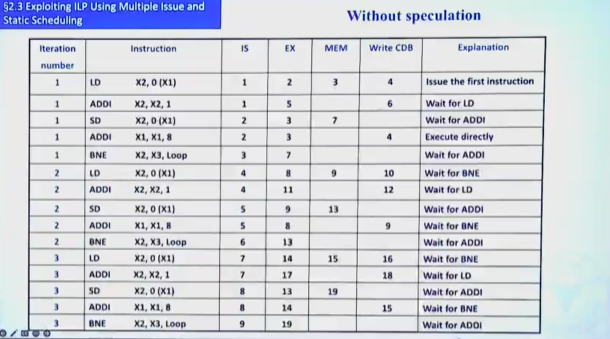 §2.3 Exploiting ILP Using Multiple Issue and
Static Scheduling
Without speculation
Iteration number Instruction IS EX MEM Write CDB Explanation
1 LD X2, 0 (X1) 1 2 3 4 Issue the first instruction
1 ADDI X2, X2, 1 1 5 6 Wait for LD
1 SD X2, 0 (X1) 2 3 7 Wait for ADDI
1 ADDI X1, X1, 8 2 3 4 Execute directly
1 BNE X2, X3, Loop 3 7 Wait for ADDI
2 LD X2, 0 (X1) 4 8 9 10 Wait for BNE
2 ADDI X2, X2, 1 4 11 12 Wait for LD
2 SD X2, 0 (X1) 5 9 13 Wait for ADDI
2 ADDI X1, X1, 8 5 8 9 Wait for BNE
2 BNE X2, X3, Loop 6 13 Wait for ADDI
3 LD X2, 0 (X1) 7 14 15 16 Wait for BNE
3 ADDI X2, X2, 1 7 17 18 Wait for LD
3 SD X2, 0 (X1) 8 13 19 Wait for ADDI
3 ADDI X1, X1, 8 8 14 15 Wait for BNE
3 BNE X2, X3, Loop 9 19 Wait for ADDI